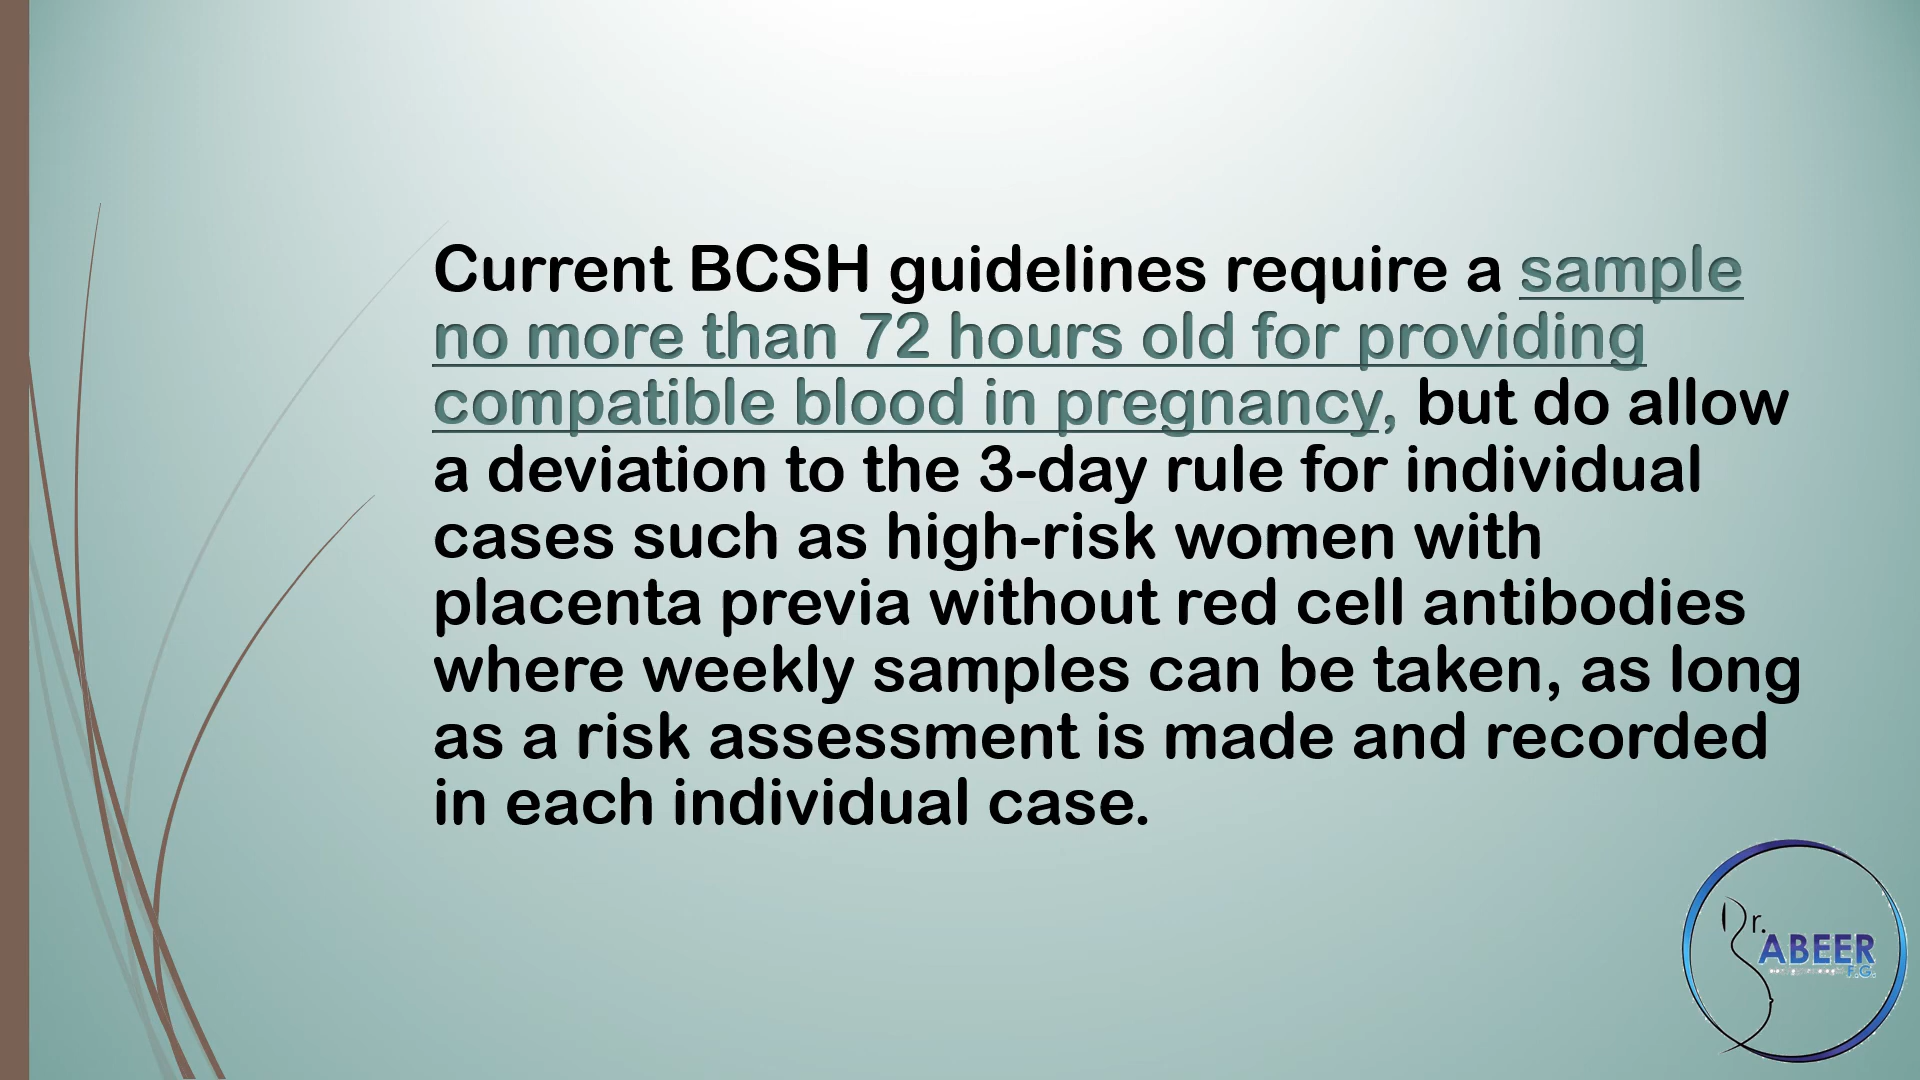 Current BCSH guidelines require a sample
no more than 72 hours old for providing
compatible blood in pregnancy, but do allow
a deviation to the 3-day rule for individual
cases such as high-risk women with
placenta previa without red cell antibodies
where weekly samples can be taken, as long
as a risk assessment is made and recorded
in each individual case.
Dr.
ABEER
F.G.